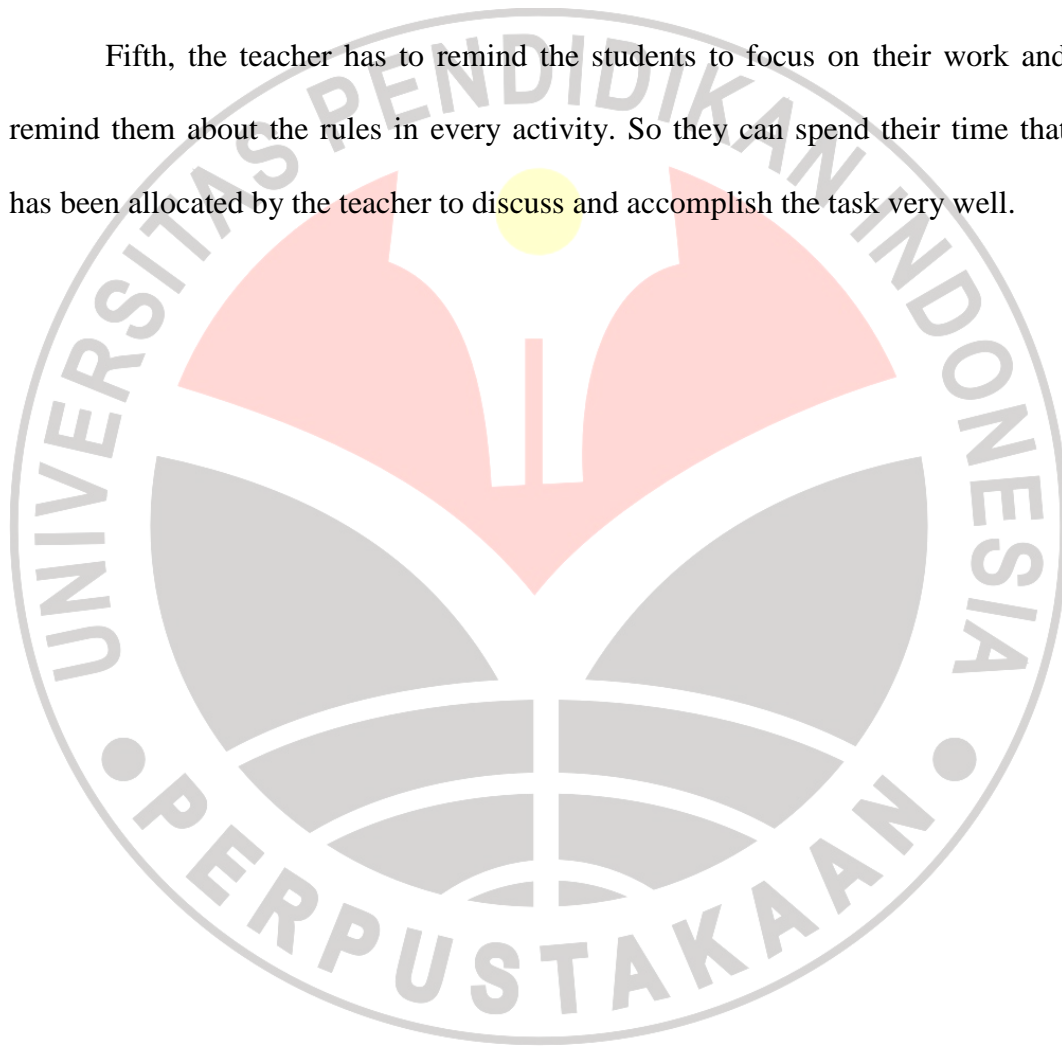 Fifth, the teacher has to remind the students to focus on their work and
remind them about the rules in every activity. So they can spend their time that
has been allocated by the teacher to discuss and accomplish the task very well.
UNIVERSITAS PENDIDIKAN INDONESIA
PERPUSTAKAAN